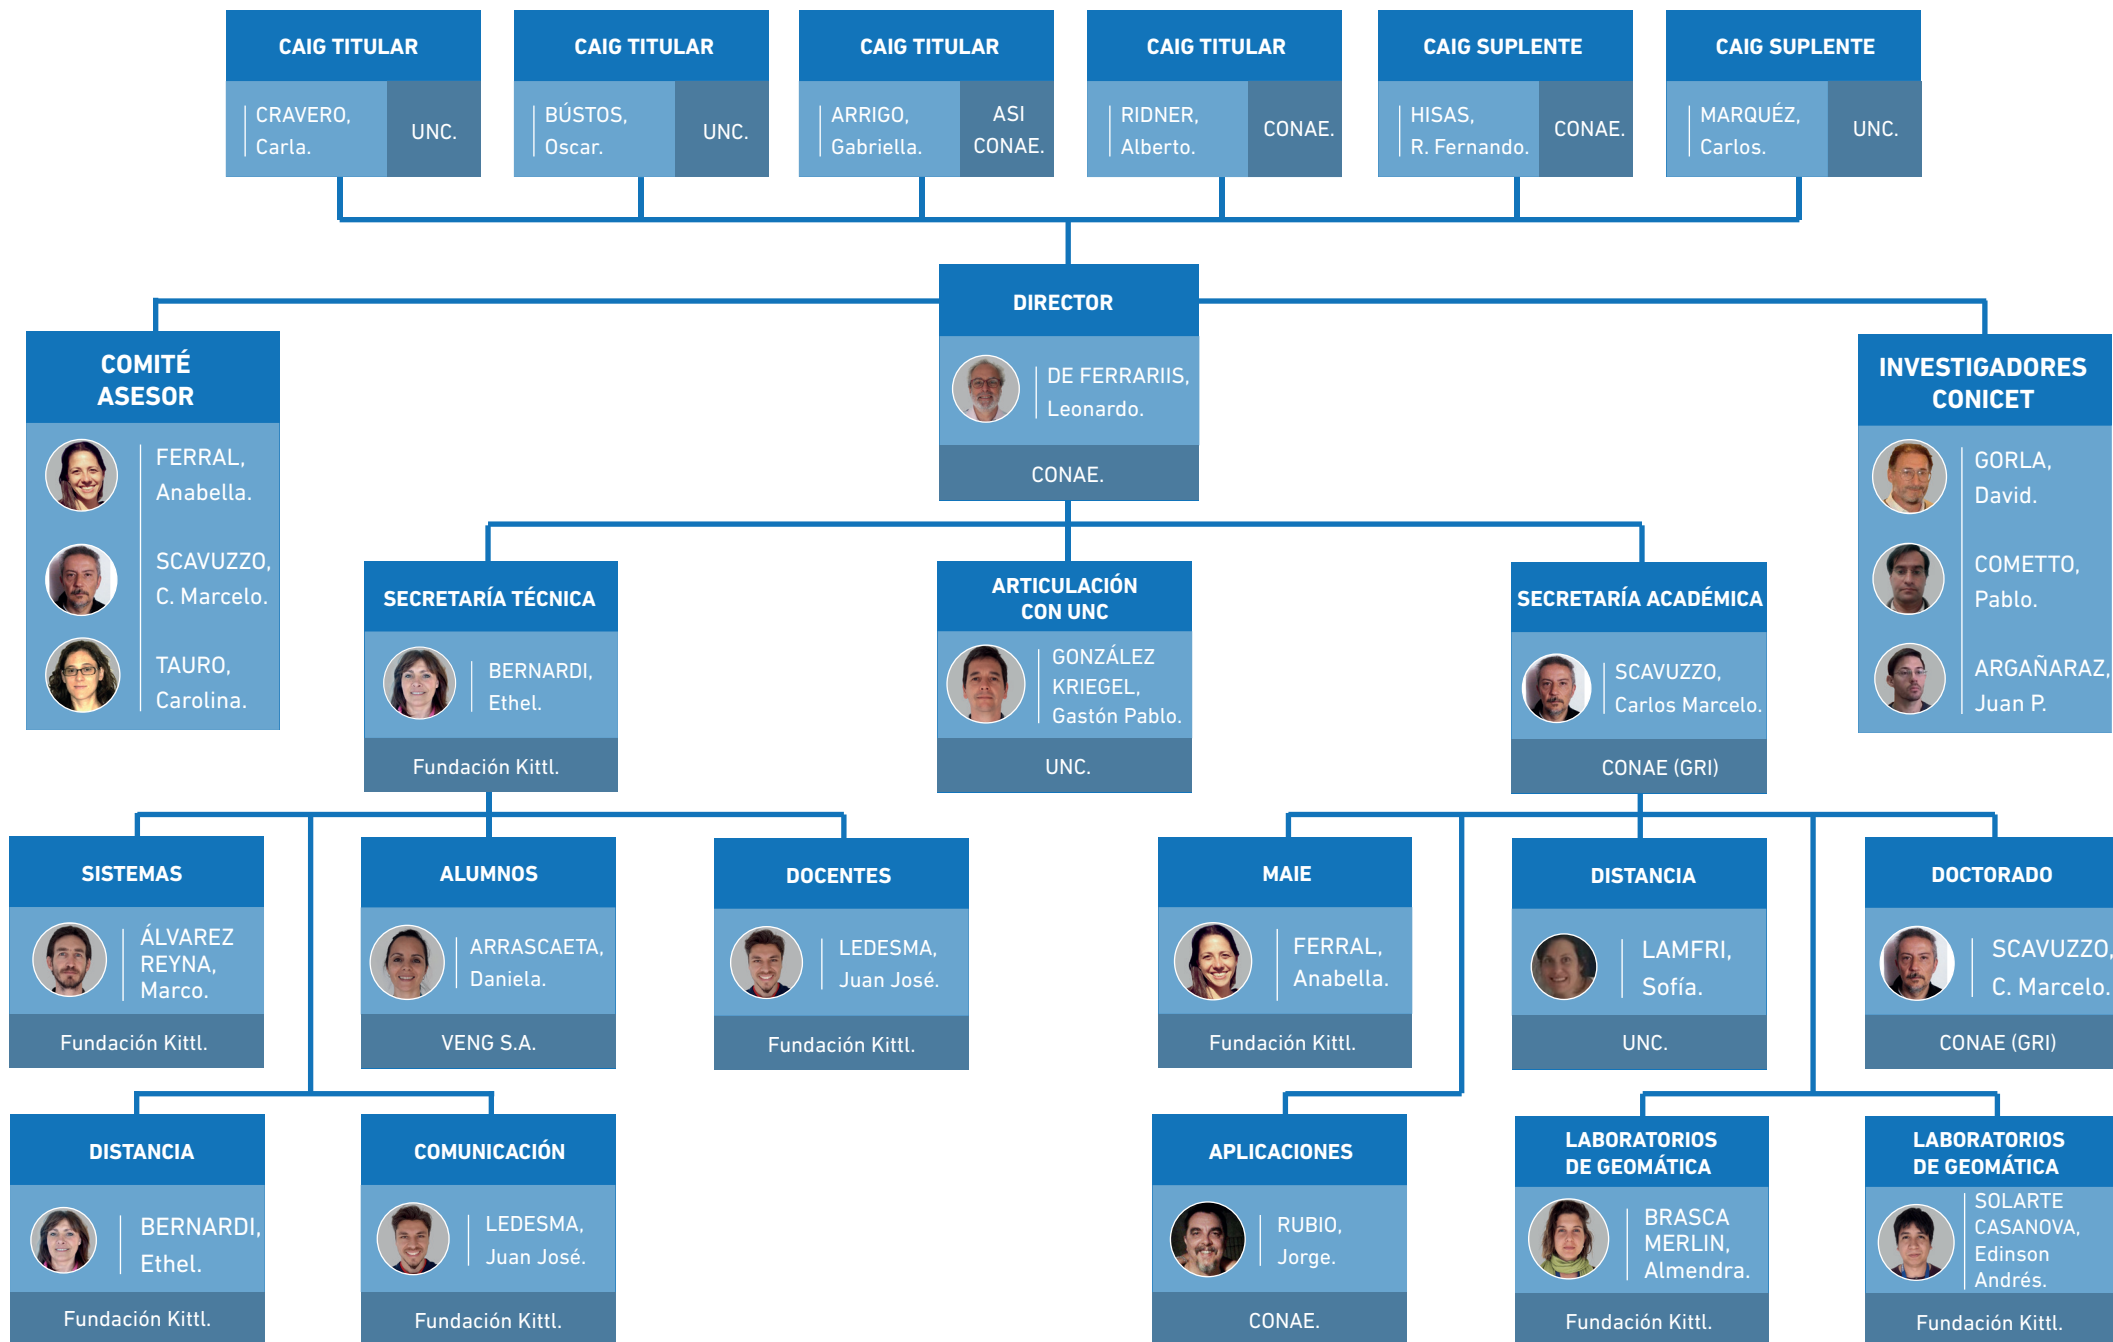 CAIG TITULAR
CRAVERO,
Carla.
UNC.
CAIG TITULAR
BÚSTOS,
Oscar.
UNC.
CAIG TITULAR
ARRIGO,
Gabriella.
ASI
CONAE.
CAIG TITULAR
RIDNER,
Alberto.
CONAE.
CAIG SUPLENTE
HISAS,
R. Fernando.
CONAE.
CAIG SUPLENTE
MARQUÉZ,
Carlos.
UNC.
DIRECTOR
DE FERRARIIS,
Leonardo.
CONAE.
COMITÉ
ASESOR
FERRAL,
Anabella.
SCAVUZZO,
C. Marcelo.
TAURO,
Carolina.
INVESTIGADORES
CONICET
GORLA,
David.
COMETTO,
Pablo.
ARGAÑARAZ,
Juan P.
SECRETARÍA TÉCNICA
BERNARDI,
Ethel.
Fundación Kittl.
ARTICULACIÓN
CON UNC
GONZÁLEZ
KRIEGEL,
Gastón Pablo.
UNC.
SECRETARÍA ACADÉMICA
SCAVUZZO,
Carlos Marcelo.
CONAE (GRI)
SISTEMAS
ÁLVAREZ
REYNA,
Marco.
Fundación Kittl.
ALUMNOS
ARRASCAETA,
Daniela.
VENG S.A.
DOCENTES
LEDESMA,
Juan José.
Fundación Kittl.
MAIE
FERRAL,
Anabella.
Fundación Kittl.
DISTANCIA
LAMFRI,
Sofía.
UNC.
DOCTORADO
SCAVUZZO,
C. Marcelo.
CONAE (GRI)
DISTANCIA
BERNARDI,
Ethel.
Fundación Kittl.
COMUNICACIÓN
LEDESMA,
Juan José.
Fundación Kittl.
APLICACIONES
RUBIO,
Jorge.
CONAE.
LABORATORIOS
DE GEOMÁTICA
BRASCA
MERLIN,
Almendra.
Fundación Kittl.
LABORATORIOS
DE GEOMÁTICA
SOLARTE
CASANOVA,
Edinson
Andrés.
Fundación Kittl.